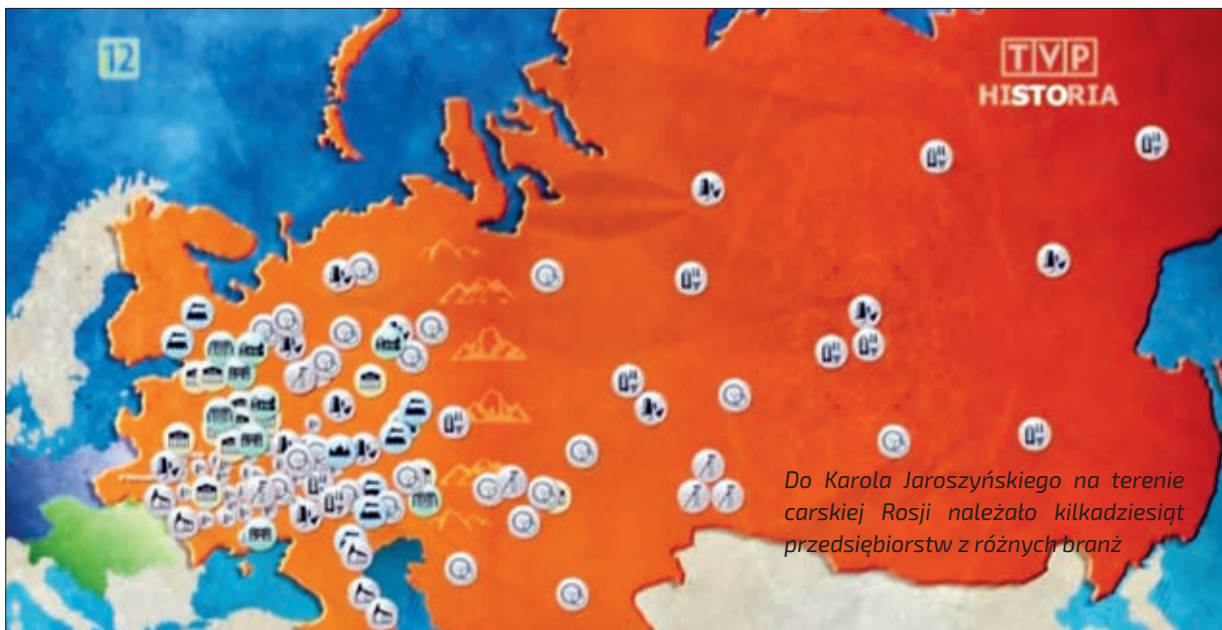 12
TVP
HISTORIA
Do Karola Jaroszyńskiego na terenie
carskiej Rosji należało kilkadziesiąt
przedsiębiorstw z różnych branż